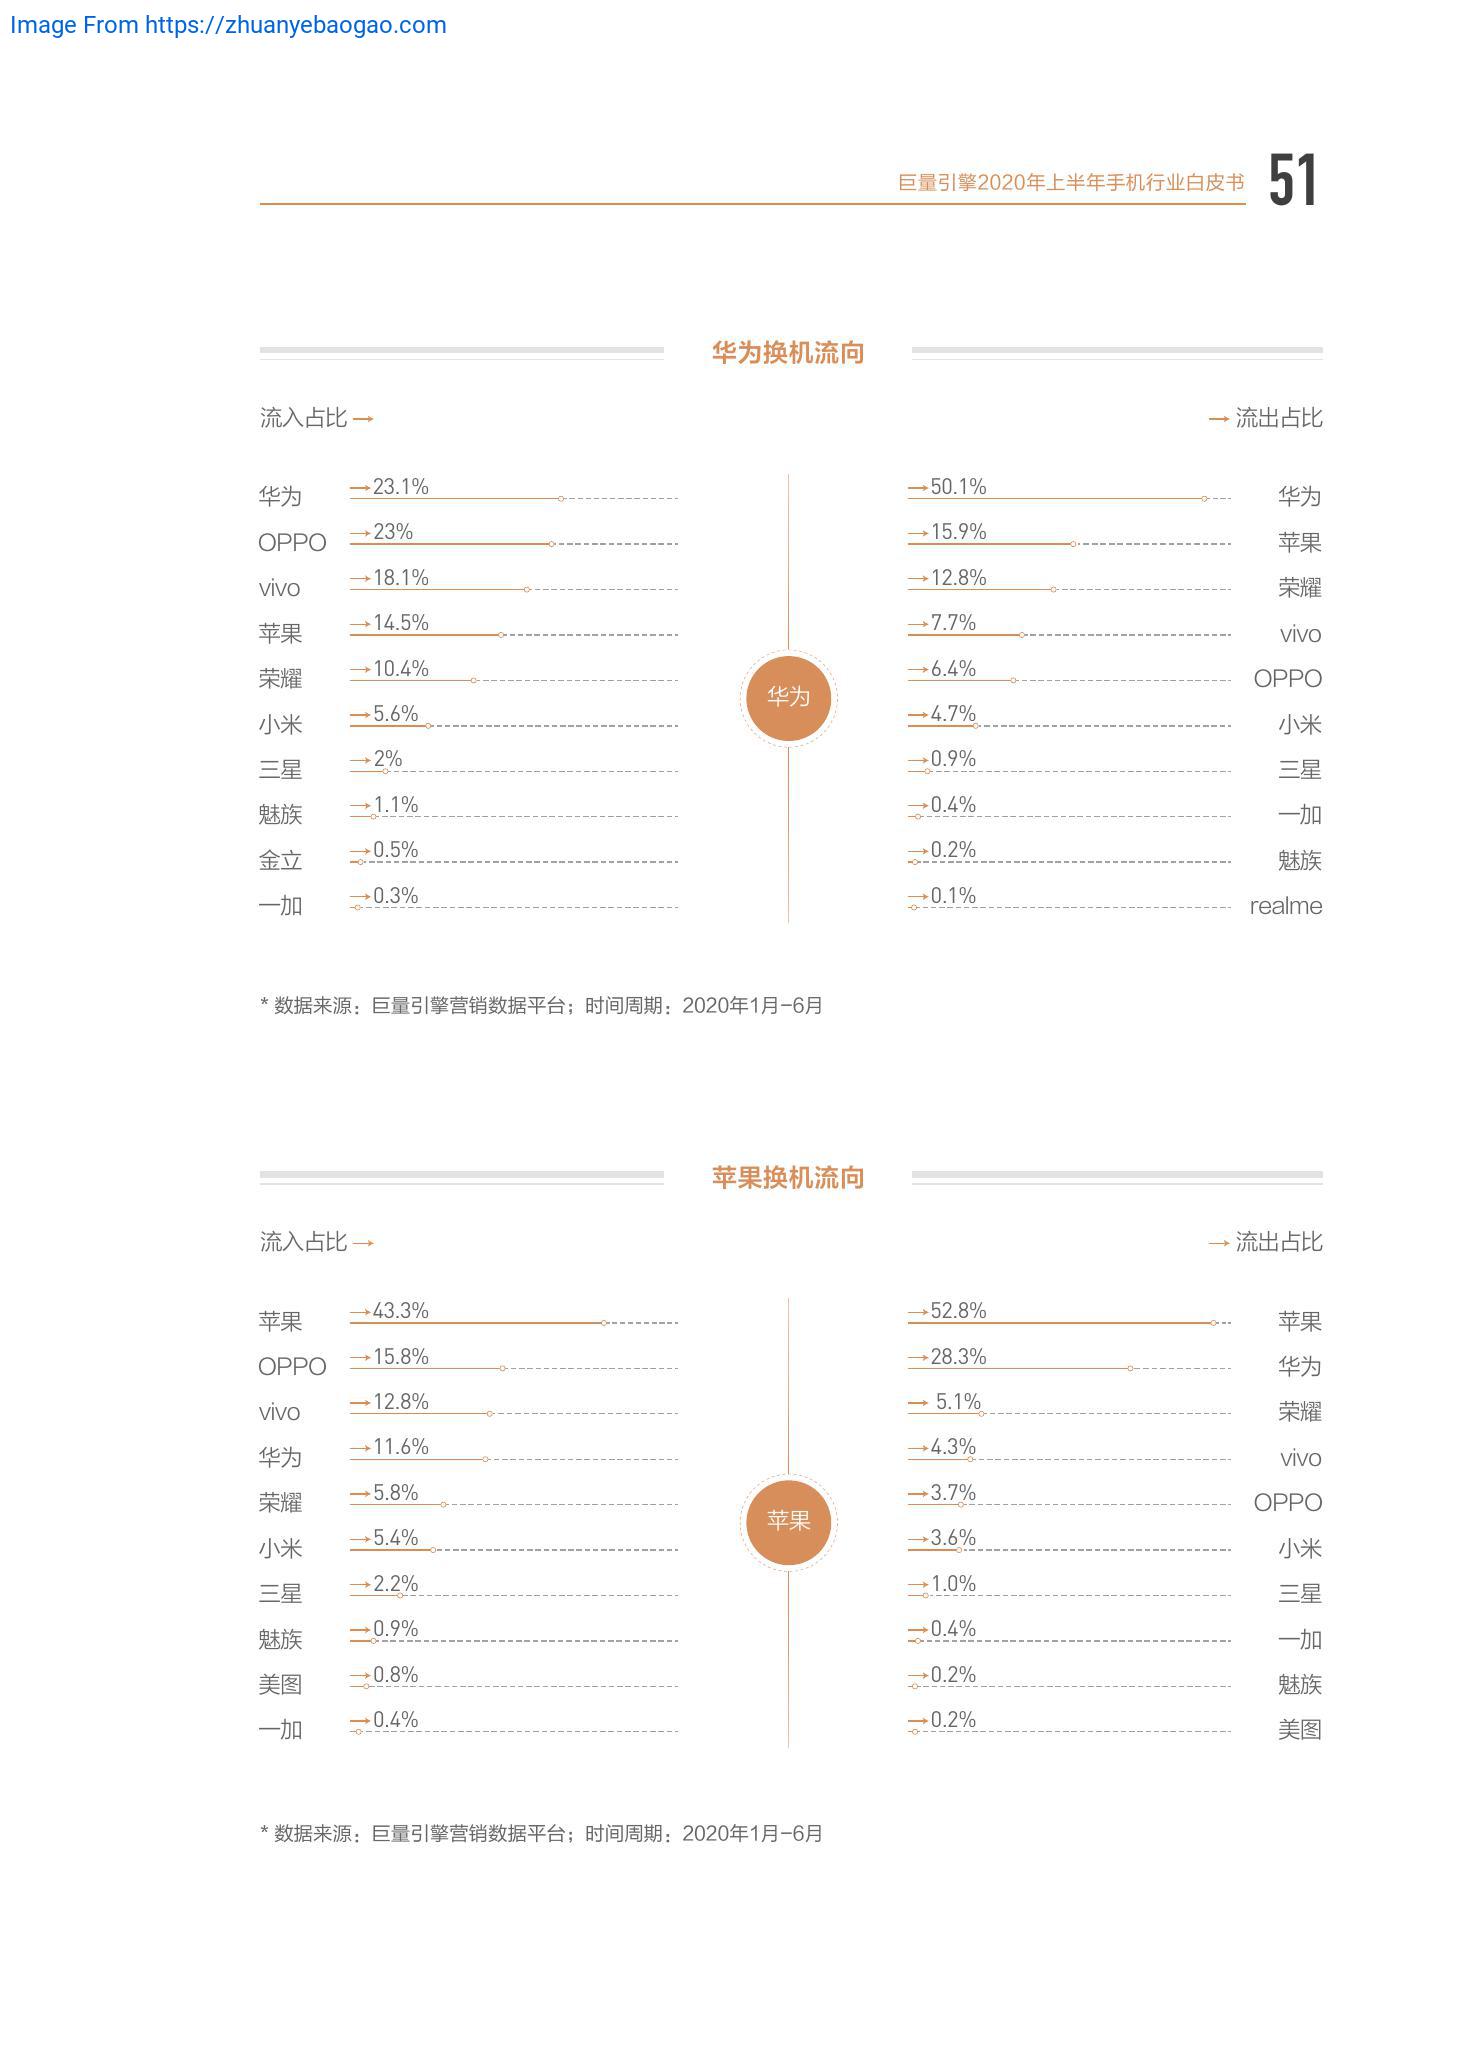 Image From https://zhuanyebaogao.com
巨量引擎2020年上半年手机行业白皮书 51
华为换机流向
流入占比 流出占比
华为 23.1% 50.1% 华为
OPPO 23% 15.9% 苹果
vivo 18.1% 12.8% 荣耀
苹果 14.5% 7.7% vivo
荣耀 10.4% 6.4% OPPO
华为
小米 5.6% 4.7% 小米
三星 2% 0.9% 三星
魅族 1.1% 0.4% 一加
金立 0.5% 0.2% 魅族
一加 0.3% 0.1% realme
* 数据来源：巨量引擎营销数据平台；时间周期：2020年1月-6月
苹果换机流向
流入占比 流出占比
苹果 43.3% 52.8% 苹果
OPPO 15.8% 28.3% 华为
vivo 12.8% 5.1% 荣耀
华为 11.6% 4.3% vivo
荣耀 5.8% 3.7% OPPO
苹果
小米 5.4% 3.6% 小米
三星 2.2% 1.0% 三星
魅族 0.9% 0.4% 一加
美图 0.8% 0.2% 魅族
一加 0.4% 0.2% 美图
* 数据来源：巨量引擎营销数据平台；时间周期：2020年1月-6月